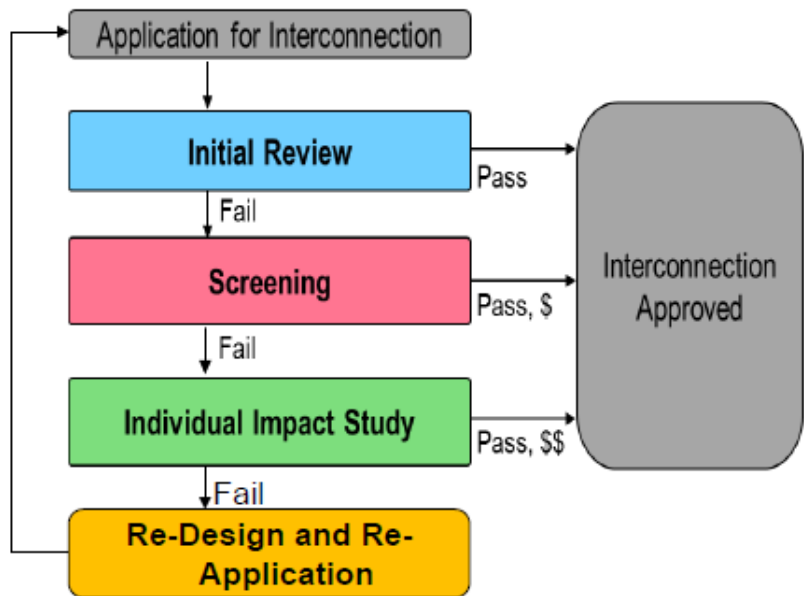 Application for Interconnection
Initial Review
Pass
Fail
Screening
Pass, $
Fail
Individual Impact Study
Pass, $$
Fail
Re-Design and Re-
Application
Interconnection
Approved